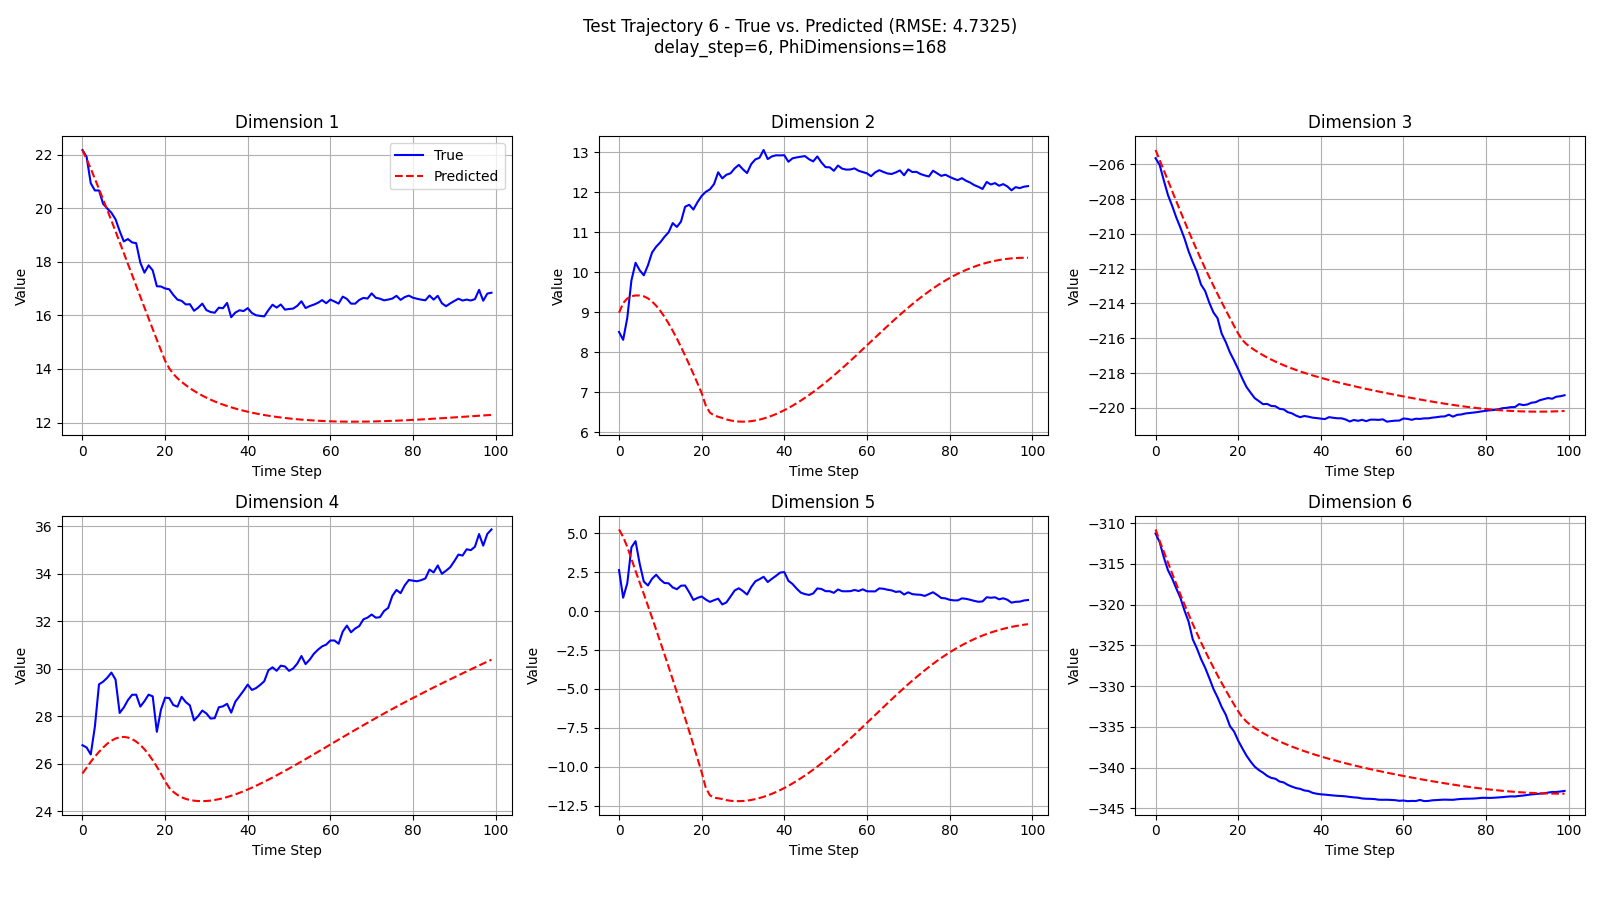 Test Trajectory 6 - True vs. Predicted (RMSE: 4.7325)
delay_step=6, PhiDimensions=168
Dimension 1
Value
22
20
18
16
14
12
0 20 40 60 80 100
Time Step
True
Predicted
Dimension 2
Value
13
12
11
10
9
8
7
6
0 20 40 60 80 100
Time Step
Dimension 3
Value
−206
−208
−210
−212
−214
−216
−218
−220
0 20 40 60 80 100
Time Step
Dimension 4
Value
36
34
32
30
28
26
24
0 20 40 60 80 100
Time Step
Dimension 5
Value
5.0
2.5
0.0
−2.5
−5.0
−7.5
−10.0
−12.5
0 20 40 60 80 100
Time Step
Dimension 6
Value
−310
−315
−320
−325
−330
−335
−340
−345
0 20 40 60 80 100
Time Step